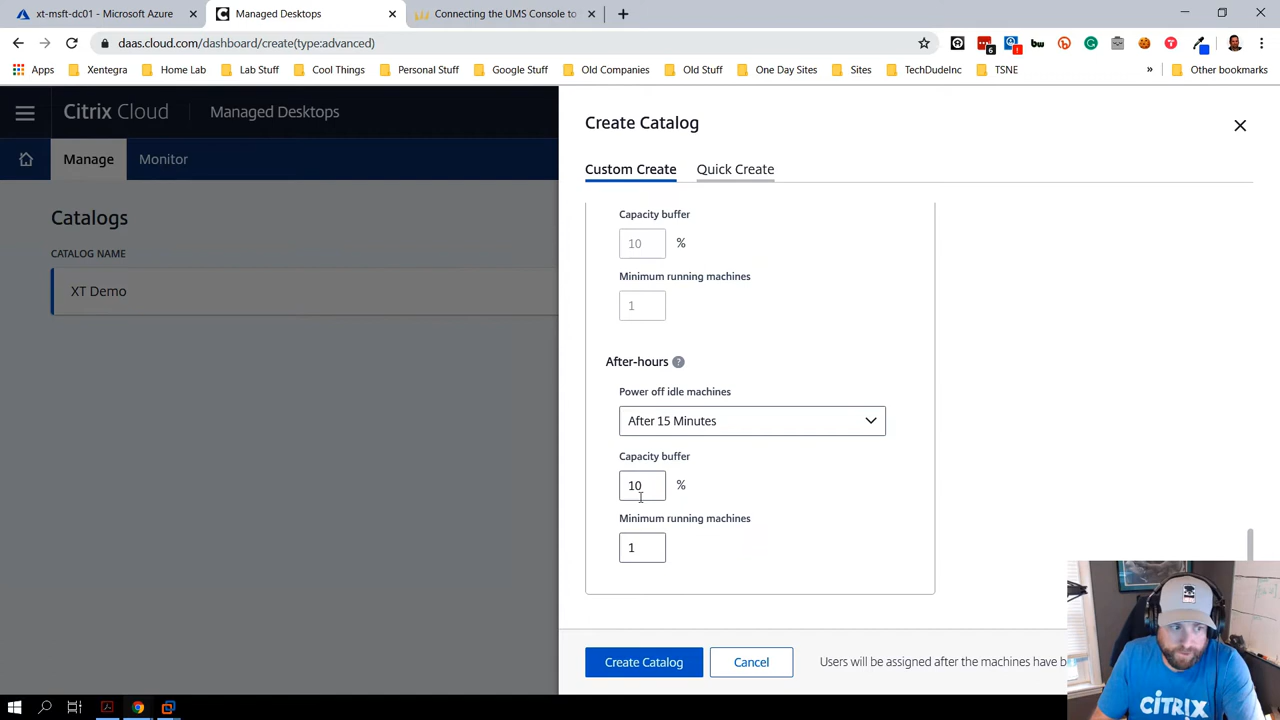 xt-msft-dc01 - Microsoft Azure
Managed Desktops
Connecting the UMS Console to
daas.cloud.com/dashboard/create(type:advanced)
Apps
Xentegra
Home Lab
Lab Stuff
Cool Things
Personal Stuff
Google Stuff
Old Companies
Old Stuff
One Day Sites
Sites
TechDudeInc
TSNE
»
Other bookmarks
Citrix Cloud
Managed Desktops
Manage
Monitor
Catalogs
CATALOG NAME
XT Demo
Create Catalog
Custom Create
Quick Create
Capacity buffer
10 %
Minimum running machines
1
After-hours ?
Power off idle machines
After 15 Minutes
Capacity buffer
10 %
Minimum running machines
1
Create Catalog
Cancel
Users will be assigned after the machines have
CITRIX